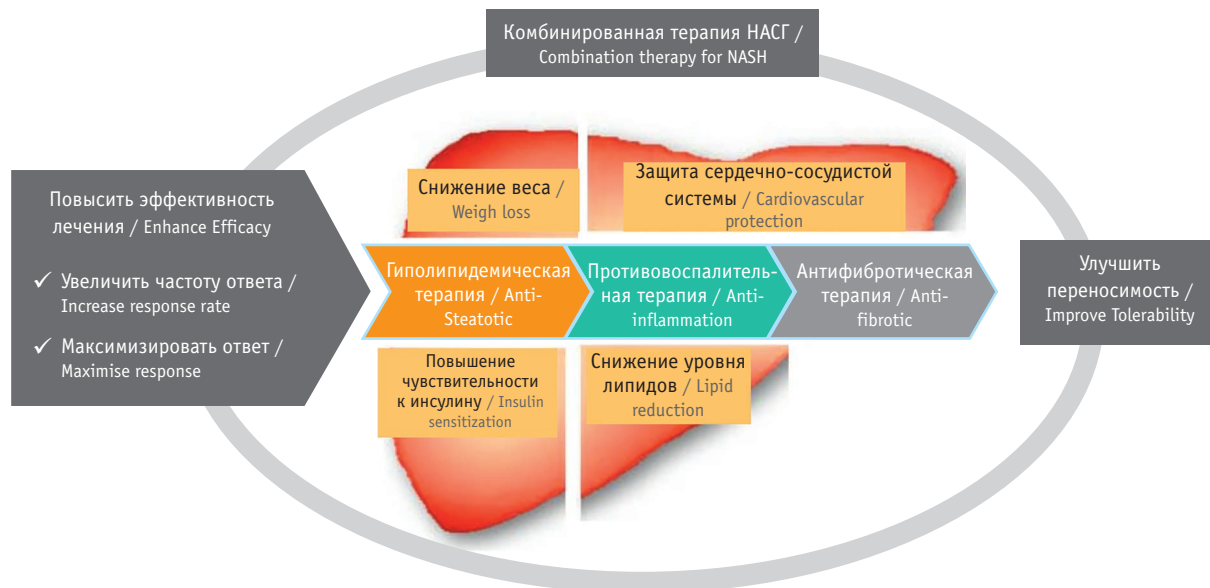 Комбинированная терапия НАСГ /
Combination therapy for NASH
Повысить эффективность
лечения / Enhance Efficacy
✓ Увеличить частоту ответа /
Increase response rate
✓ Максимизировать ответ /
Maximise response
Снижение веса /
Weigh loss
Защита сердечно-сосудистой
системы / Cardiovascular
protection
Гиполипидемическая
терапия / Anti-
Steatotic
Противовоспалитель-
ная терапия / Anti-
inflammation
Антифибротическая
терапия / Anti-
fibrotic
Повышение
чувствительности
к инсулину / Insulin
sensitization
Снижение уровня
липидов / Lipid
reduction
Улучшить
переносимость /
Improve Tolerability